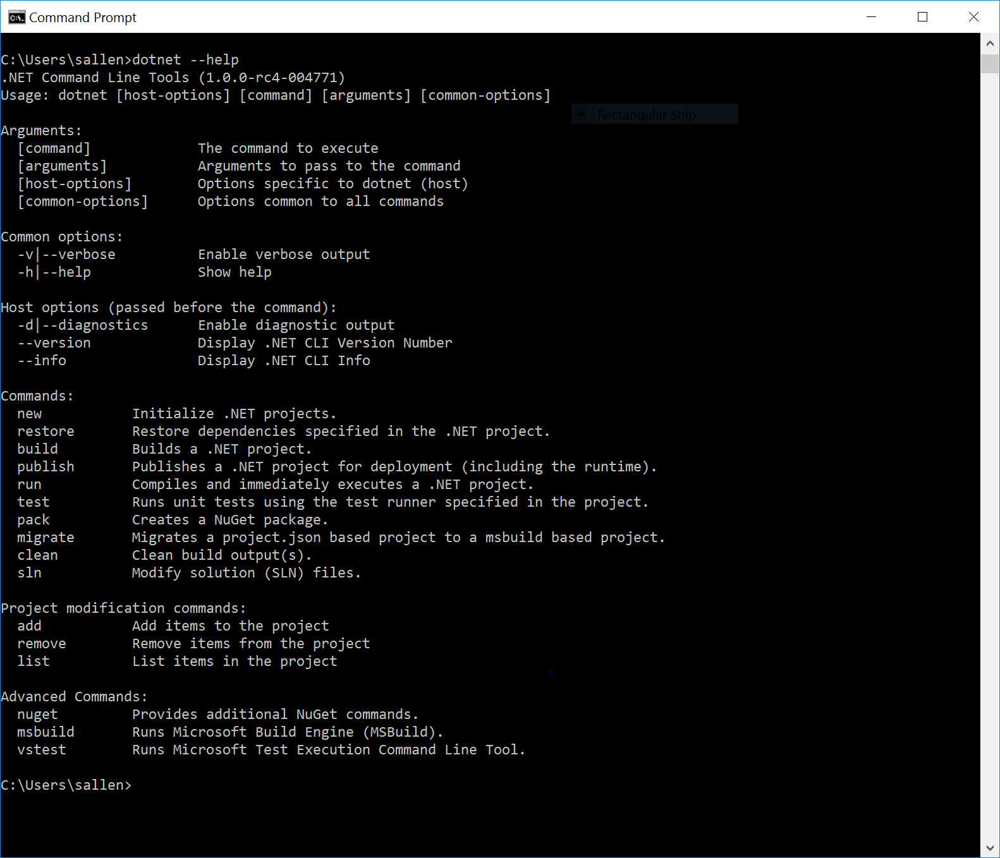 Command Prompt
C:\Users\sallen>dotnet --help
.NET Command Line Tools (1.0.0-rc4-004771)
Usage: dotnet [host-options] [command] [arguments] [common-options]
Rectangular Snip
Arguments:
  [command]             The command to execute
  [arguments]           Arguments to pass to the command
  [host-options]        Options specific to dotnet (host)
  [common-options]      Options common to all commands
Common options:
  -v|--verbose          Enable verbose output
  -h|--help             Show help
Host options (passed before the command):
  -d|--diagnostics      Enable diagnostic output
  --version             Display .NET CLI Version Number
  --info                Display .NET CLI Info
Commands:
  new           Initialize .NET projects.
  restore       Restore dependencies specified in the .NET project.
  build         Builds a .NET project.
  publish       Publishes a .NET project for deployment (including the runtime).
  run           Compiles and immediately executes a .NET project.
  test          Runs unit tests using the test runner specified in the project.
  pack          Creates a NuGet package.
  migrate       Migrates a project.json based project to a msbuild based project.
  clean         Clean build output(s).
  sln           Modify solution (SLN) files.
Project modification commands:
  add           Add items to the project
  remove        Remove items from the project
  list          List items in the project
Advanced Commands:
  nuget         Provides additional NuGet commands.
  msbuild       Runs Microsoft Build Engine (MSBuild).
  vstest        Runs Microsoft Test Execution Command Line Tool.
C:\Users\sallen>